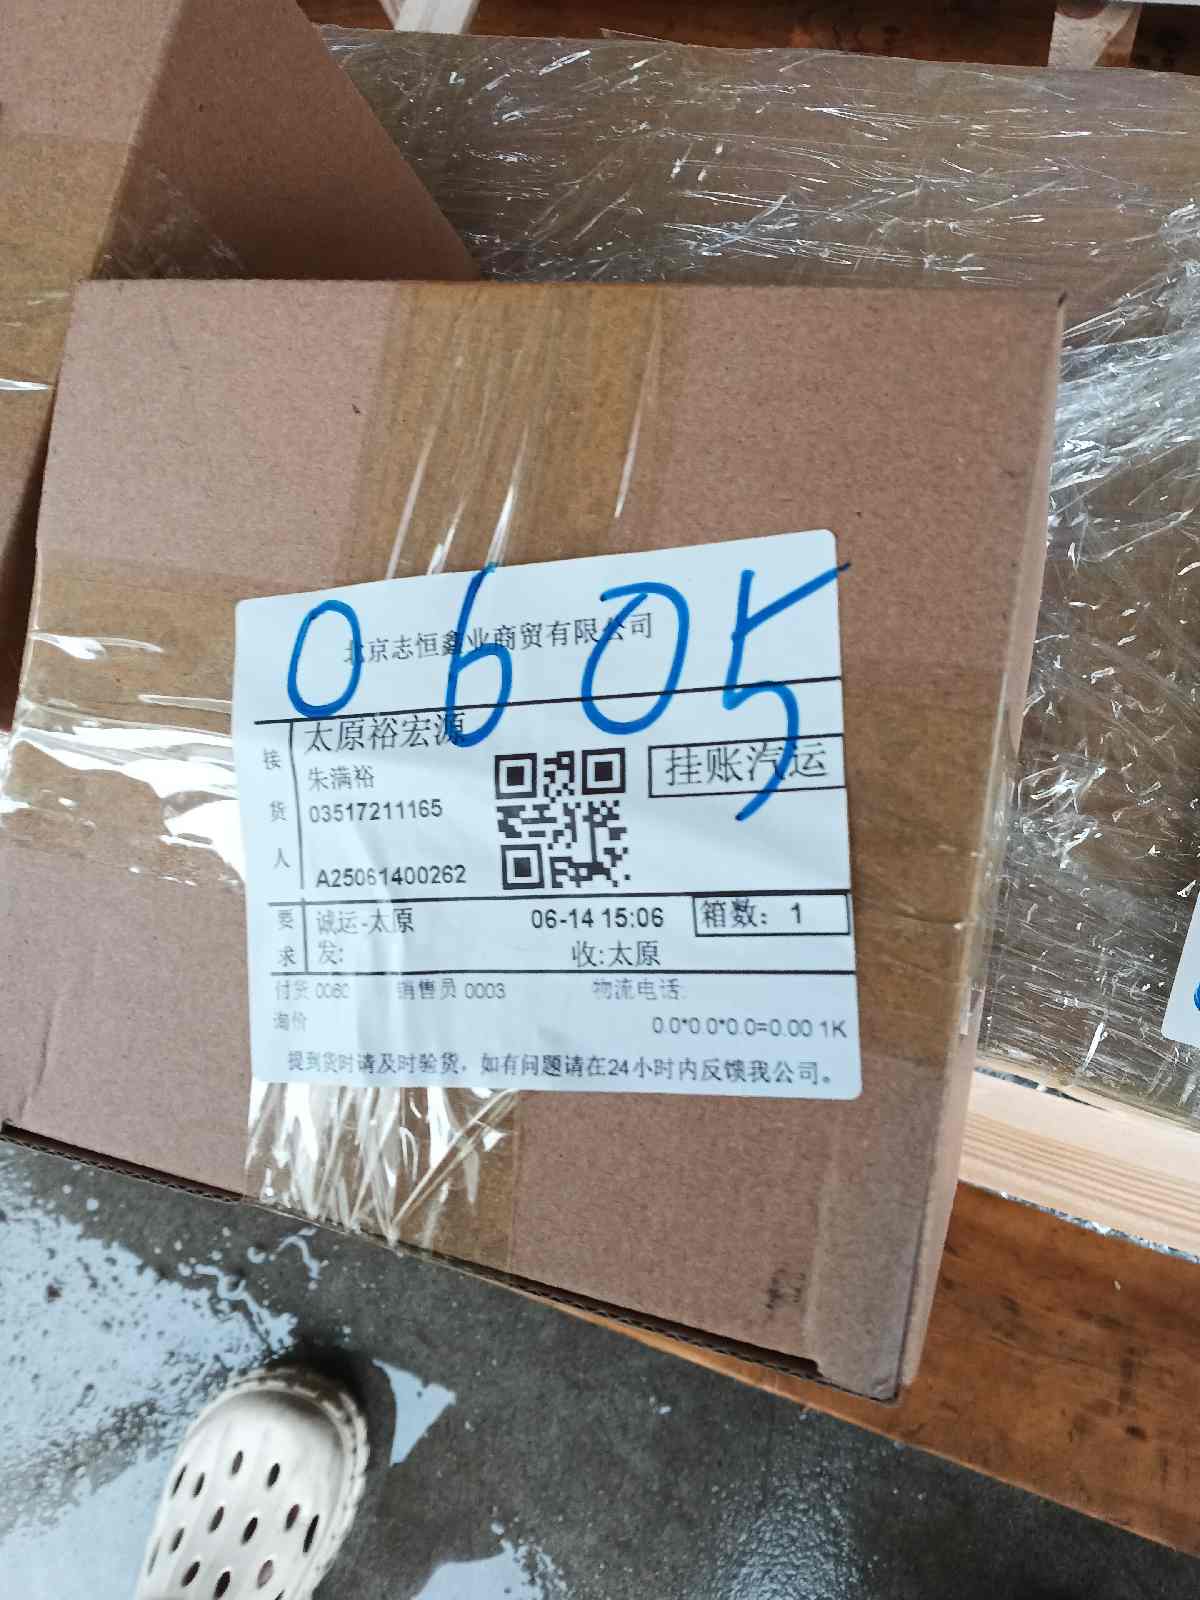 0605
北京志恒鑫业商贸有限公司
接货人
太原裕宏源
朱满裕
03517211165
A25061400262
挂账汽运
要求
诚运-太原 06-14 15:06 箱数: 1
发: 收:太原
付货 0060 销售员 0003 物流电话:
询价 0.0*0.0*0.0=0.00 1K
提到货时请及时验货，如有问题请在24小时内反馈我公司。